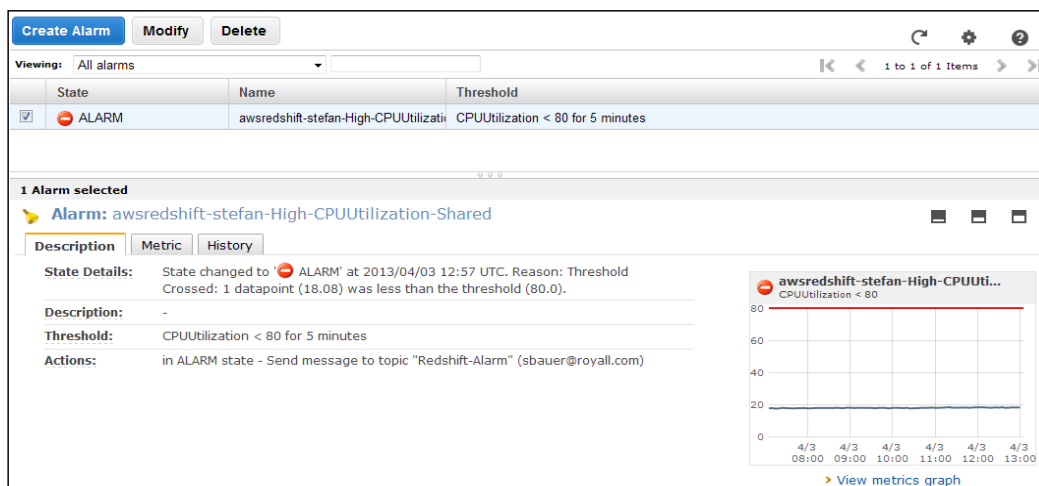 Create Alarm Modify Delete
Viewing: All alarms 1 to 1 of 1 Items
State Name Threshold
ALARM awsredshift-stefan-High-CPUUtilizati CPUUtilization < 80 for 5 minutes
1 Alarm selected
Alarm: awsredshift-stefan-High-CPUUtilization-Shared
Description Metric History
State Details: State changed to ' ALARM' at 2013/04/03 12:57 UTC. Reason: Threshold
Crossed: 1 datapoint (18.08) was less than the threshold (80.0).
Description: -
Threshold: CPUUtilization < 80 for 5 minutes
Actions: in ALARM state - Send message to topic "Redshift-Alarm" (sbauer@royall.com)
awsredshift-stefan-High-CPUUti...
CPUUtilization < 80
80
60
40
20
0
4/3 4/3 4/3 4/3 4/3 4/3
08:00 09:00 10:00 11:00 12:00 13:00
View metrics graph